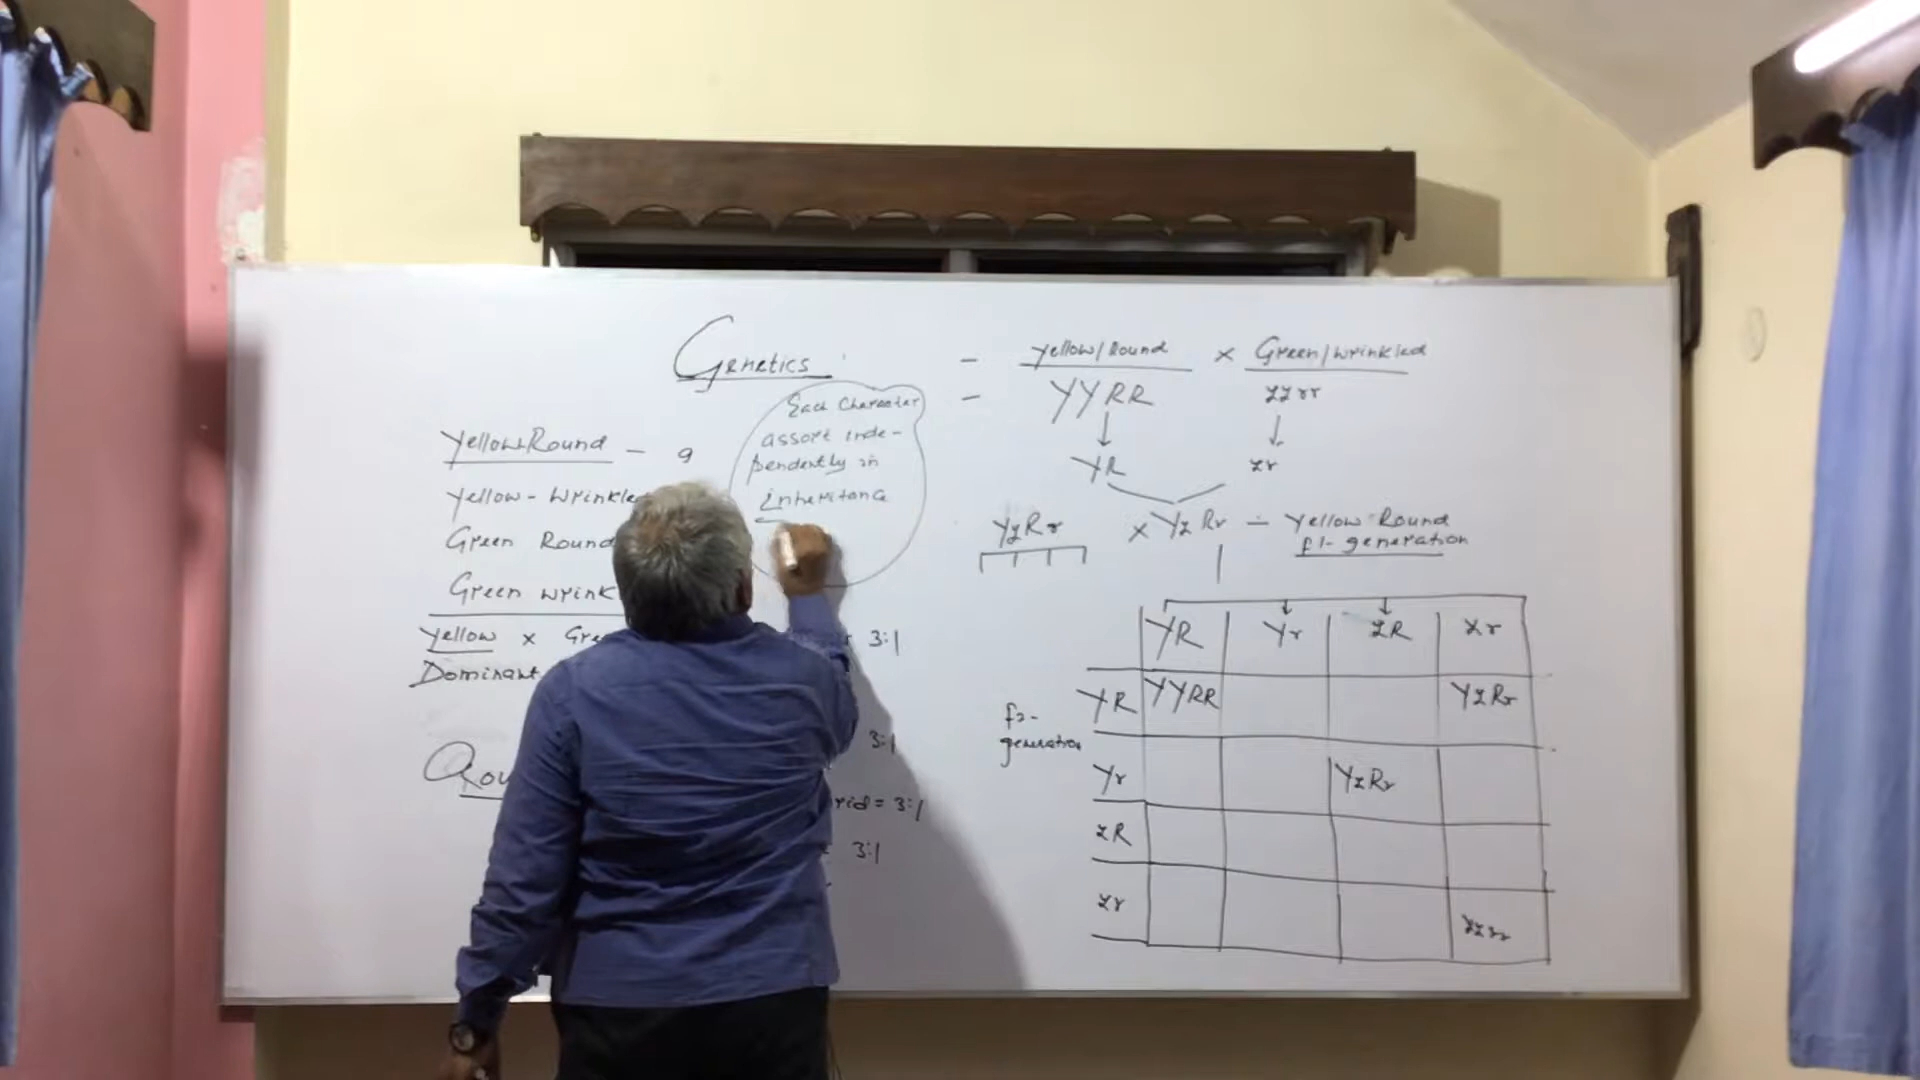 Genetics
Each Character
assort inde-
pendently in
inheritance
Yellow Round - 9
Yellow - Wrinkle
Green Round
Green wrink
Yellow x Gre
3:1
Dominant
3:1
Rou
rid = 3:1
3:1
- Yellow/Round x Green/Wrinkled
- YYRR yyrr
YR yr
YyRr x YyRr - Yellow Round
f1- generation
YR Yr yR yr
YR YYRR YyRr
f2-
generation
Yr YyRr
yR
yr yyrr